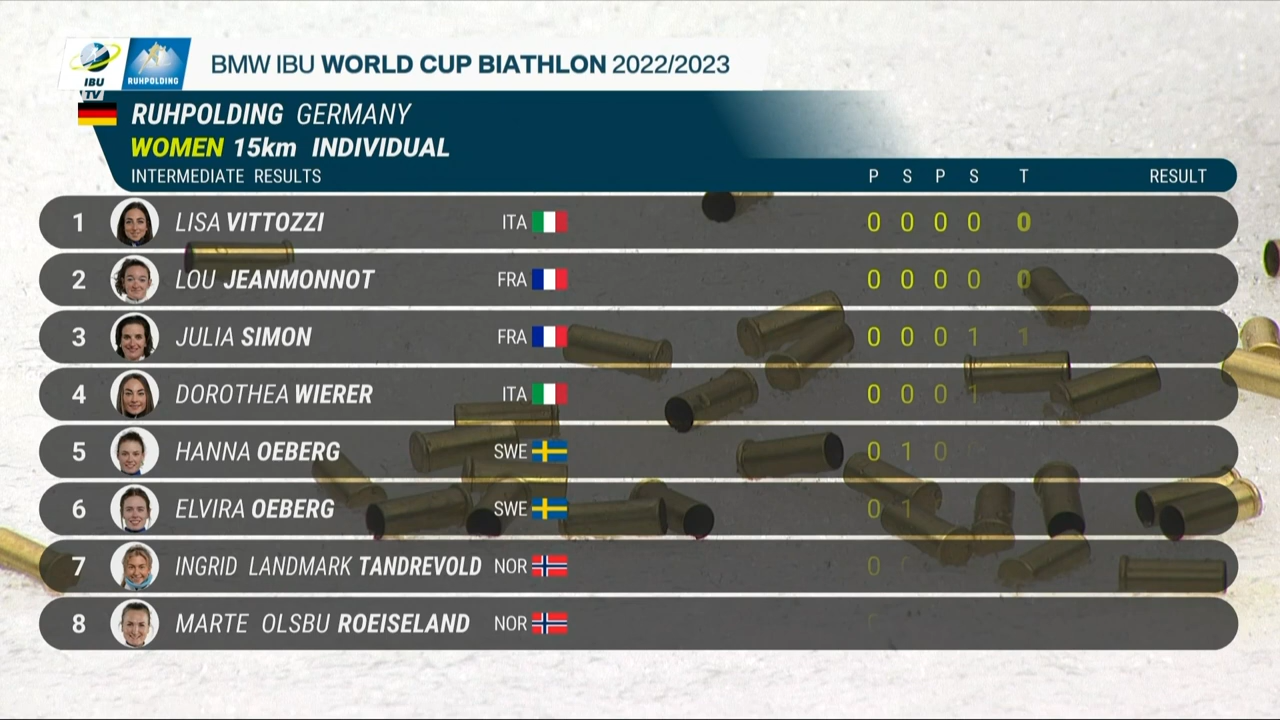 BMW IBU WORLD CUP BIATHLON 2022/2023
IBU TV
RUHPOLDING
RUHPOLDING GERMANY
WOMEN 15km INDIVIDUAL
INTERMEDIATE RESULTS P S P S T RESULT
1 LISA VITTOZZI ITA 0 0 0 0 0
2 LOU JEANMONNOT FRA 0 0 0 0 0
3 JULIA SIMON FRA 0 0 0 1 1
4 DOROTHEA WIERER ITA 0 0 0 1
5 HANNA OEBERG SWE 0 1 0
6 ELVIRA OEBERG SWE 0 1
7 INGRID LANDMARK TANDREVOLD NOR 0
8 MARTE OLSBU ROEISELAND NOR